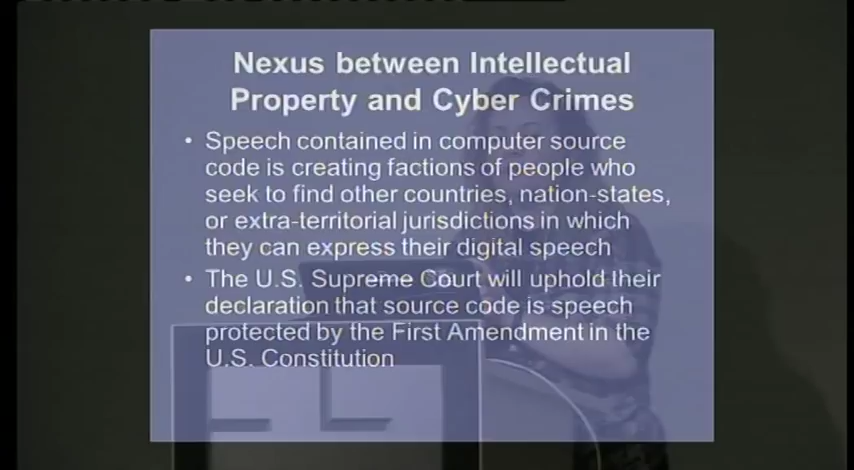 Nexus between Intellectual
Property and Cyber Crimes
• Speech contained in computer source
code is creating factions of people who
seek to find other countries, nation-states,
or extra-territorial jurisdictions in which
they can express their digital speech
• The U.S. Supreme Court will uphold their
declaration that source code is speech
protected by the First Amendment in the
U.S. Constitution